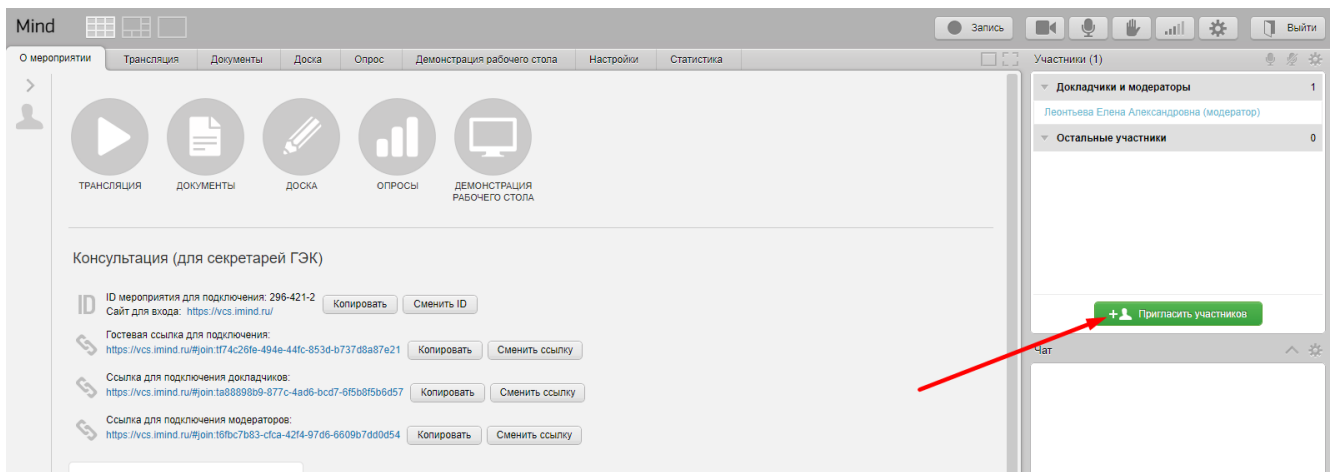 Mind
Запись
Выйти
О мероприятии
Трансляция
Документы
Доска
Опрос
Демонстрация рабочего стола
Настройки
Статистика
Участники (1)
Докладчики и модераторы 1
Леонтьева Елена Александровна (модератор)
Остальные участники 0
ТРАНСЛЯЦИЯ
ДОКУМЕНТЫ
ДОСКА
ОПРОСЫ
ДЕМОНСТРАЦИЯ
РАБОЧЕГО СТОЛА
Консультация (для секретарей ГЭК)
ID
ID мероприятия для подключения: 296-421-2
Сайт для входа: https://vcs.imind.ru/
Копировать
Сменить ID
Гостевая ссылка для подключения:
https://vcs.imind.ru/#join:tf74c26fe-494e-44fc-853d-b737d8a87e21
Копировать
Сменить ссылку
Ссылка для подключения докладчиков:
https://vcs.imind.ru/#join:ta88898b9-877c-4ad6-bcd7-6f5b8f5b6d57
Копировать
Сменить ссылку
Ссылка для подключения модераторов:
https://vcs.imind.ru/#join:t6fbc7b83-cfca-42f4-97d6-6609b7dd0d54
Копировать
Сменить ссылку
Пригласить участников
Чат